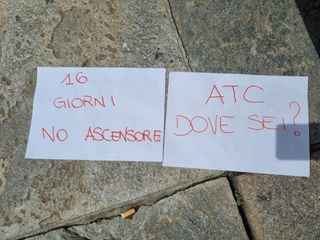 16
GIORNI
NO ASCENSORE
ATC
DOVE SEI?